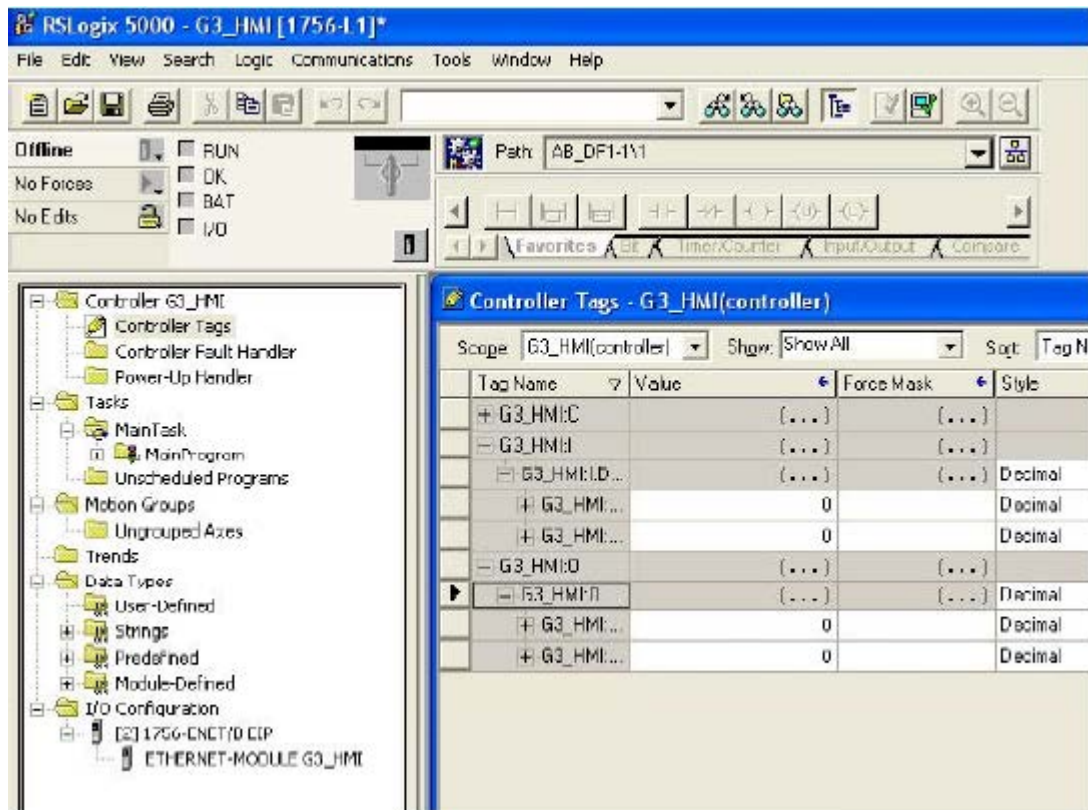 RSLogix 5000 - G3_HMI [1756-L1]*
File Edit View Search Logic Communications Tools Window Help
Offline
RUN
No Forces
OK
No Edits
BAT
I/O
Path: AB_DF1-1\1
Favorites Bit Timer/Counter Input/Output Compare
Controller G3_HMI
Controller Tags
Controller Fault Handler
Power-Up Handler
Tasks
MainTask
MainProgram
Unscheduled Programs
Motion Groups
Ungrouped Axes
Trends
Data Types
User-Defined
Strings
Predefined
Module-Defined
I/O Configuration
[2] 1756-ENET/B EIP
ETHERNET-MODULE G3_HMI
Controller Tags - G3_HMI(controller)
Scope: G3_HMI(controller) Show: Show All Sort: Tag N
Tag Name Value Force Mask Style
G3_HMI:C {...} {...}
G3_HMI:I {...} {...}
G3_HMI:I.D... {...} {...} Decimal
G3_HMI:... 0 Decimal
G3_HMI:... 0 Decimal
G3_HMI:O {...} {...}
{...} {...} Decimal
G3_HMI:... 0 Decimal
G3_HMI:... 0 Decimal